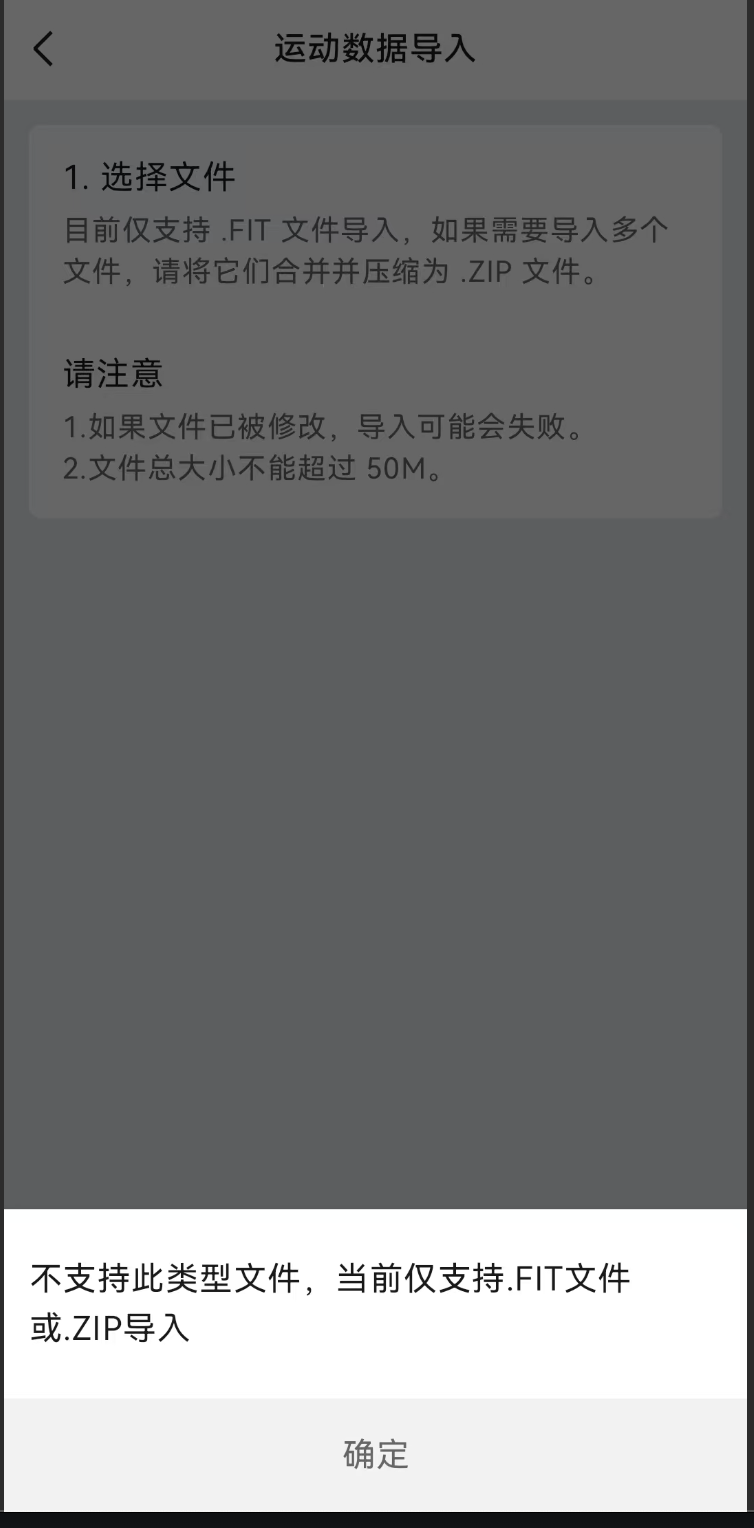 运动数据导入
1. 选择文件
目前仅支持 .FIT 文件导入，如果需要导入多个
文件，请将它们合并并压缩为 .ZIP 文件。
请注意
1.如果文件已被修改，导入可能会失败。
2.文件总大小不能超过 50M。
不支持此类型文件，当前仅支持.FIT文件
或.ZIP导入
确定